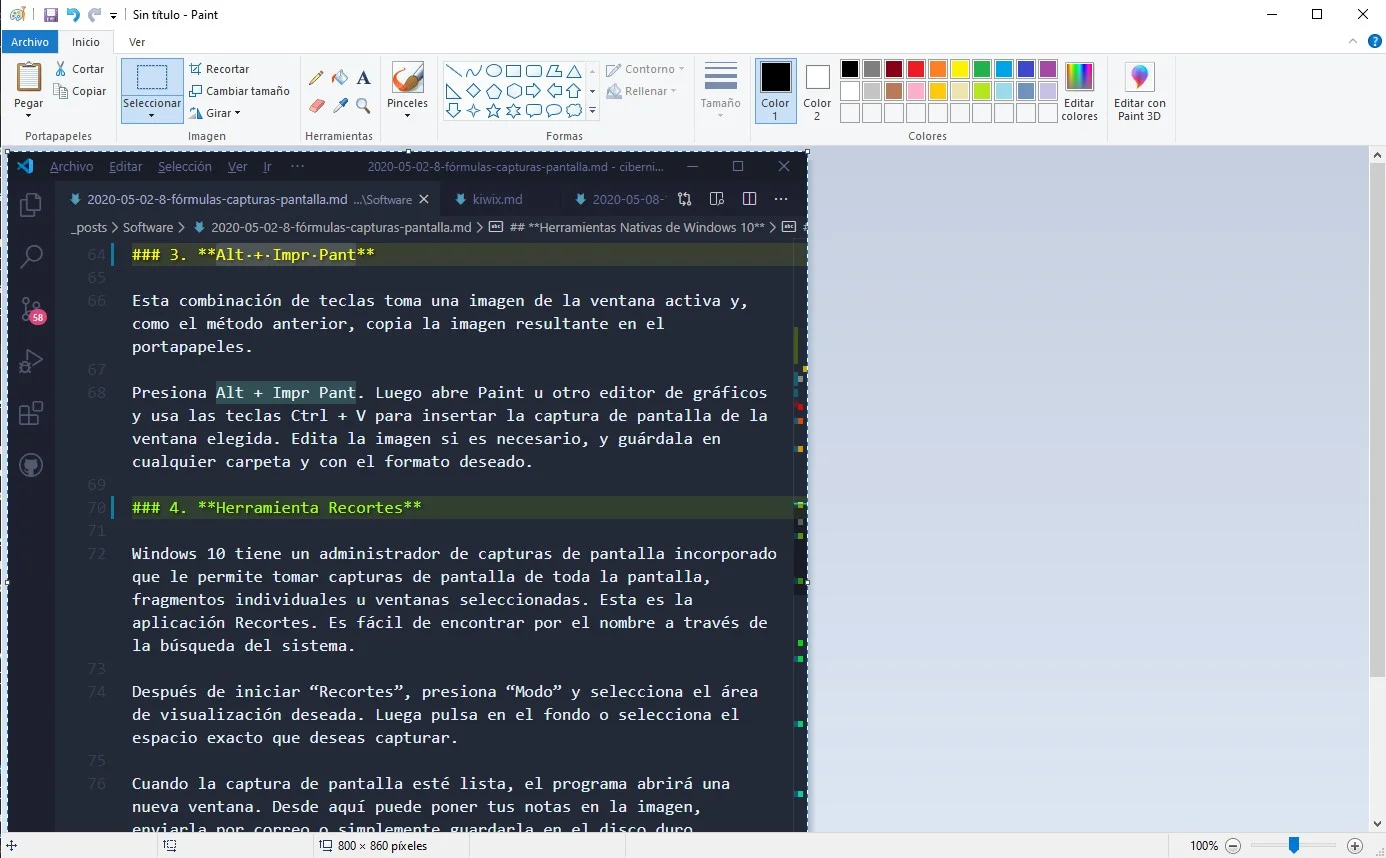 Sin título - Paint
Archivo Inicio Ver
Pegar Cortar Copiar
Portapapeles
Seleccionar Recortar Cambiar tamaño Girar
Imagen
A
Herramientas
Pinceles
Contorno Rellenar
Formas
Tamaño
Color 1 Color 2
Editar colores
Colores
Editar con Paint 3D
Archivo Editar Selección Ver Ir ··· 2020-05-02-8-fórmulas-capturas-pantalla.md - ciberni...
2020-05-02-8-fórmulas-capturas-pantalla.md ...\Software kiwix.md 2020-05-08-
_posts > Software > 2020-05-02-8-fórmulas-capturas-pantalla.md > abc ## **Herramientas Nativas de Windows 10** > abc #
64 ### 3. **Alt·+·Impr·Pant**
65
66 Esta combinación de teclas toma una imagen de la ventana activa y,
como el método anterior, copia la imagen resultante en el
portapapeles.
67
68 Presiona Alt + Impr Pant. Luego abre Paint u otro editor de gráficos
y usa las teclas Ctrl + V para insertar la captura de pantalla de la
ventana elegida. Edita la imagen si es necesario, y guárdala en
cualquier carpeta y con el formato deseado.
69
70 ### 4. **Herramienta Recortes**
71
72 Windows 10 tiene un administrador de capturas de pantalla incorporado
que le permite tomar capturas de pantalla de toda la pantalla,
fragmentos individuales u ventanas seleccionadas. Esta es la
aplicación Recortes. Es fácil de encontrar por el nombre a través de
la búsqueda del sistema.
73
74 Después de iniciar “Recortes”, presiona “Modo” y selecciona el área
de visualización deseada. Luega pulsa en el fondo o selecciona el
espacio exacto que deseas capturar.
75
76 Cuando la captura de pantalla esté lista, el programa abrirá una
nueva ventana. Desde aquí puede poner tus notas en la imagen,
enviarla por correo o simplemente guardarla en el disco duro
58
800 × 860 píxeles
100%